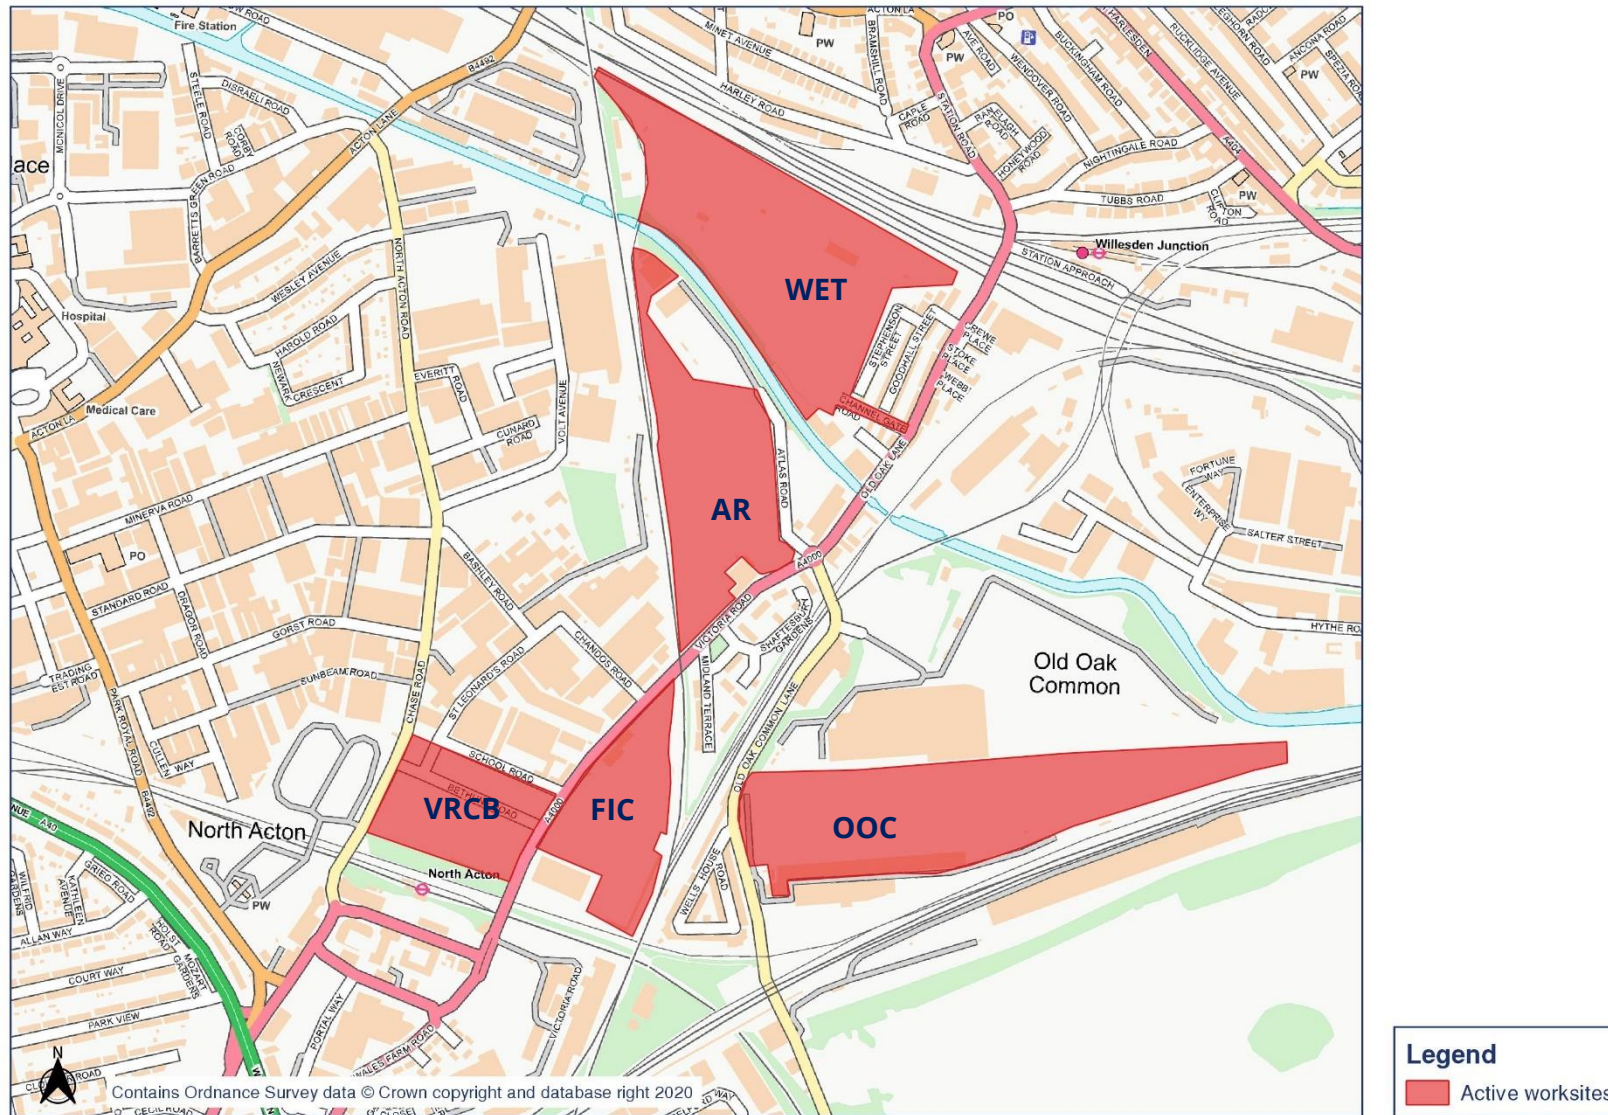 Fire Station
ACTON LA
PO
HARLESDEN
RUCKLIDGE AVENUE
LEGHORN ROAD
ANCONA ROAD
MINET AVENUE
PW
BRAMSHILL ROAD
AVE ROAD
WENDOVER ROAD
BUCKINGHAM ROAD
PW
PW
B4492
MCNICOL DRIVE
STEELE ROAD
DISRAELI ROAD
CORBY ROAD
ACTON LANE
HARLEY ROAD
CAPLE ROAD
STATION ROAD
RANELAGH ROAD
HONEYWOOD ROAD
NIGHTINGALE ROAD
A404
BARRETTS GREEN ROAD
TUBBS ROAD
PW
CLIFTON ROAD
Willesden Junction
STATION APPROACH
WESLEY AVENUE
NORTH ACTON ROAD
WET
Hospital
HAROLD ROAD
NEWARK CRESCENT
STEPHENSON STREET
GOODHALL STREET
CREWE PLACE
STOKE PLACE
WEBB PLACE
EVERITT ROAD
VOLT AVENUE
CHANNEL GATE ROAD
Medical Care
ACTON LA
CUNARD ROAD
OLD OAK LANE
ATLAS ROAD
FORTUNE WAY
ENTERPRISE WY
SALTER STREET
MINERVA ROAD
AR
PO
BASHLEY ROAD
A4000
STANDARD ROAD
DRAGOR ROAD
GORST ROAD
VICTORIA ROAD
SHAFTESBURY GARDENS
HYTHE RO
CHANDOS ROAD
TRADING EST ROAD
SUNBEAM ROAD
CHASE ROAD
ST LEONARD'S ROAD
MIDLAND TERRACE
Old Oak
Common
PARK ROYAL ROAD
CULLEN WAY
SCHOOL ROAD
OLD OAK COMMON LANE
B4492
A40
VRCB
A4000
FIC
OOC
North Acton
GRIEG ROAD
WILFRID GARDENS
KATHLEEN AVENUE
PW
North Acton
WELLS HOUSE ROAD
ALLAN WAY
HOLST ROAD
MOZART GARDENS
COURT WAY
PARK VIEW
PORTAL WAY
VICTORIA ROAD
WALES FARM ROAD
N
Contains Ordnance Survey data © Crown copyright and database right 2020
Legend
Active worksites